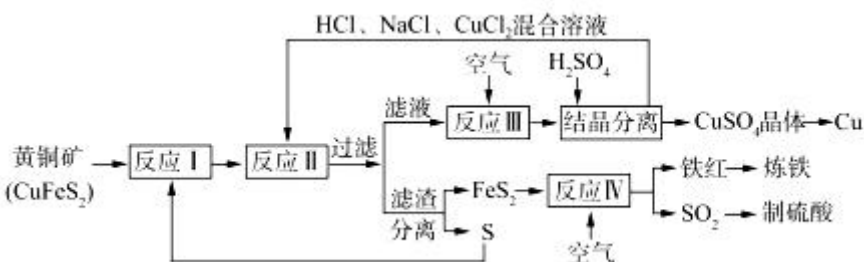 HCl、NaCl、CuCl₂混合溶液
空气 H₂SO₄
滤液 反应Ⅲ 结晶分离 CuSO₄晶体 Cu
黄铜矿 (CuFeS₂) 反应Ⅰ 反应Ⅱ 过滤
滤渣 分离 FeS₂ 反应Ⅳ 铁红 炼铁
S 空气 SO₂ 制硫酸